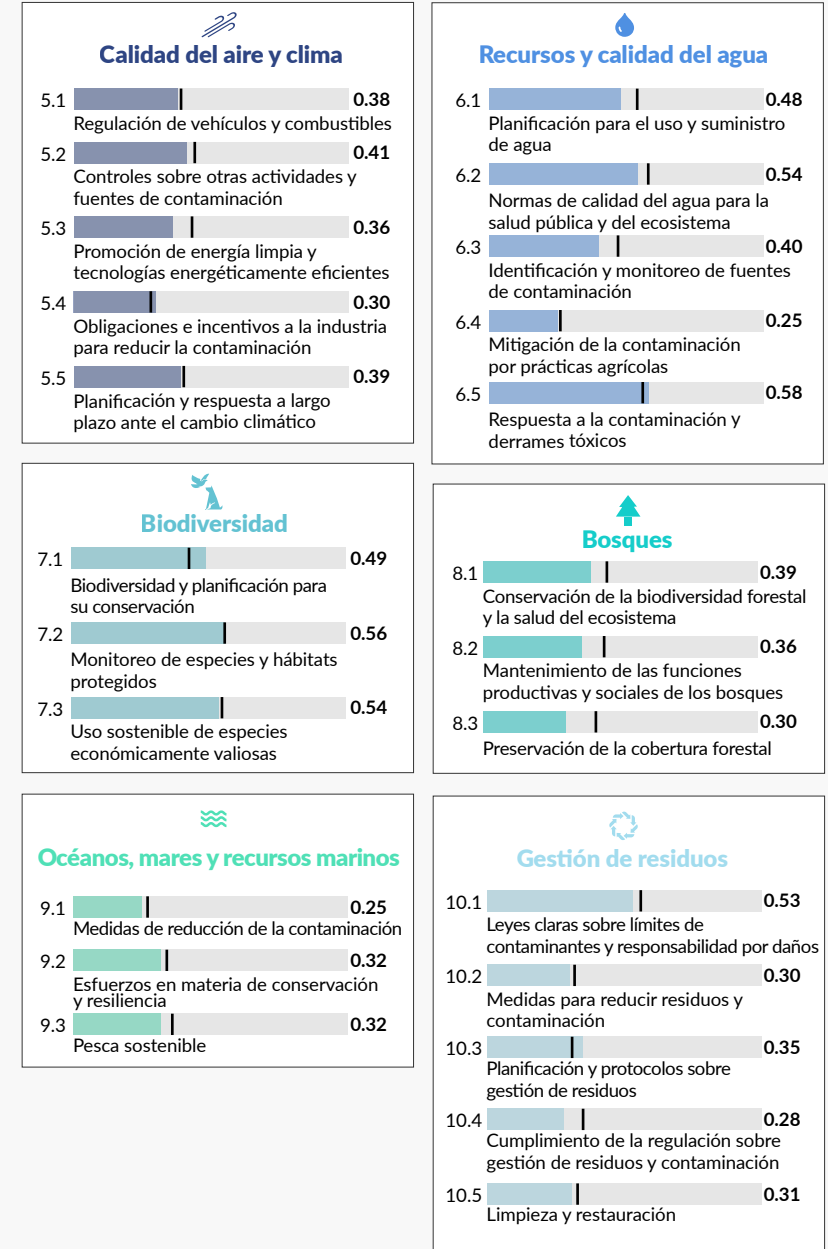 Calidad del aire y clima
5.1 0.38
Regulación de vehículos y combustibles
5.2 0.41
Controles sobre otras actividades y
fuentes de contaminación
5.3 0.36
Promoción de energía limpia y
tecnologías energéticamente eficientes
5.4 0.30
Obligaciones e incentivos a la industria
para reducir la contaminación
5.5 0.39
Planificación y respuesta a largo
plazo ante el cambio climático
Recursos y calidad del agua
6.1 0.48
Planificación para el uso y suministro
de agua
6.2 0.54
Normas de calidad del agua para la
salud pública y del ecosistema
6.3 0.40
Identificación y monitoreo de fuentes
de contaminación
6.4 0.25
Mitigación de la contaminación
por prácticas agrícolas
6.5 0.58
Respuesta a la contaminación y
derrames tóxicos
Biodiversidad
7.1 0.49
Biodiversidad y planificación para
su conservación
7.2 0.56
Monitoreo de especies y hábitats
protegidos
7.3 0.54
Uso sostenible de especies
económicamente valiosas
Bosques
8.1 0.39
Conservación de la biodiversidad forestal
y la salud del ecosistema
8.2 0.36
Mantenimiento de las funciones
productivas y sociales de los bosques
8.3 0.30
Preservación de la cobertura forestal
Océanos, mares y recursos marinos
9.1 0.25
Medidas de reducción de la contaminación
9.2 0.32
Esfuerzos en materia de conservación
y resiliencia
9.3 0.32
Pesca sostenible
Gestión de residuos
10.1 0.53
Leyes claras sobre límites de
contaminantes y responsabilidad por daños
10.2 0.30
Medidas para reducir residuos y
contaminación
10.3 0.35
Planificación y protocolos sobre
gestión de residuos
10.4 0.28
Cumplimiento de la regulación sobre
gestión de residuos y contaminación
10.5 0.31
Limpieza y restauración